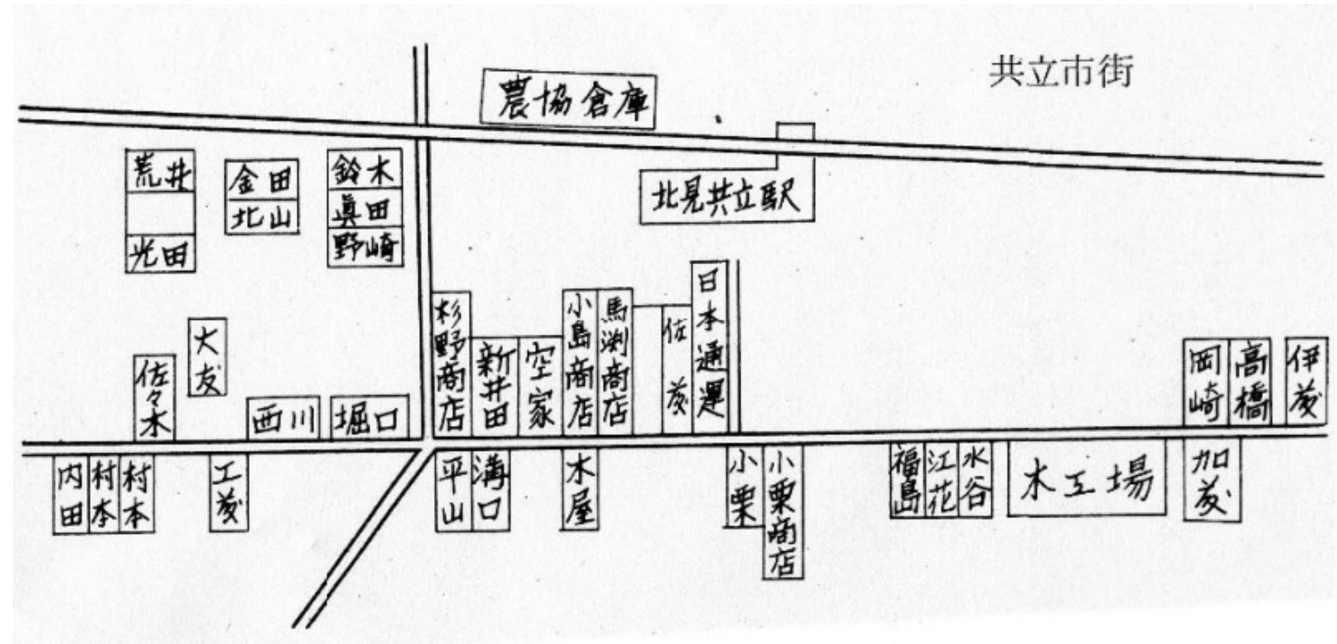 共立市街
農協倉庫
北見共立駅
荒井
光田
金田
北山
鈴木
眞田
野崎
大友
佐々木
西川
堀口
杉野商店
新井田
空家
小島商店
馬渕商店
佐茂
日本通運
岡崎
高橋
伊茂
内田
村本
村本
工茂
平山
溝口
木屋
小栗
小栗商店
福島
江花
水谷
木工場
加茂